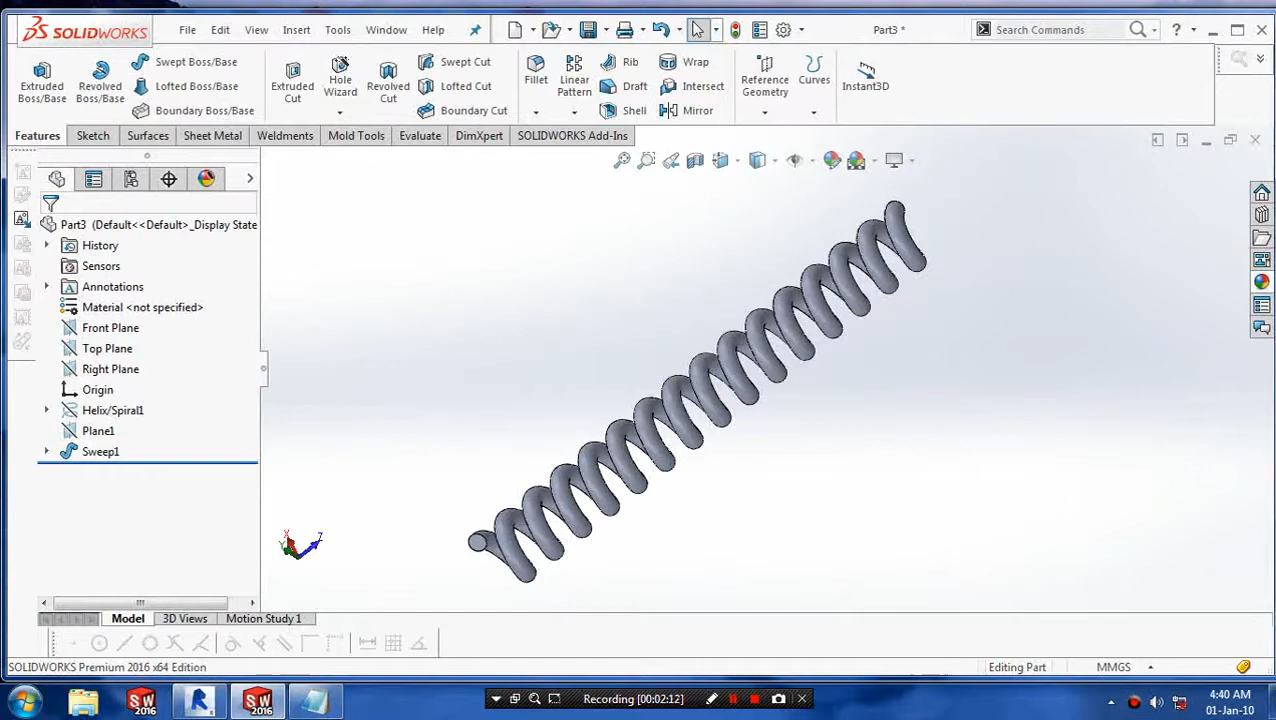 SOLIDWORKS
File Edit View Insert Tools Window Help
Part3 *
Search Commands
Extruded Boss/Base
Revolved Boss/Base
Swept Boss/Base
Lofted Boss/Base
Boundary Boss/Base
Extruded Cut
Hole Wizard
Revolved Cut
Swept Cut
Lofted Cut
Boundary Cut
Fillet
Linear Pattern
Rib
Draft
Shell
Wrap
Intersect
Mirror
Reference Geometry
Curves
Instant3D
Features Sketch Surfaces Sheet Metal Weldments Mold Tools Evaluate DimXpert SOLIDWORKS Add-Ins
Part3 (Default<<Default>_Display State
History
Sensors
Annotations
Material <not specified>
Front Plane
Top Plane
Right Plane
Origin
Helix/Spiral1
Plane1
Sweep1
X
Y
Z
Model 3D Views Motion Study 1
SOLIDWORKS Premium 2016 x64 Edition
Editing Part
MMGS
SW 2016
R
SW 2016
Recording [00:02:12]
4:40 AM
01-Jan-10